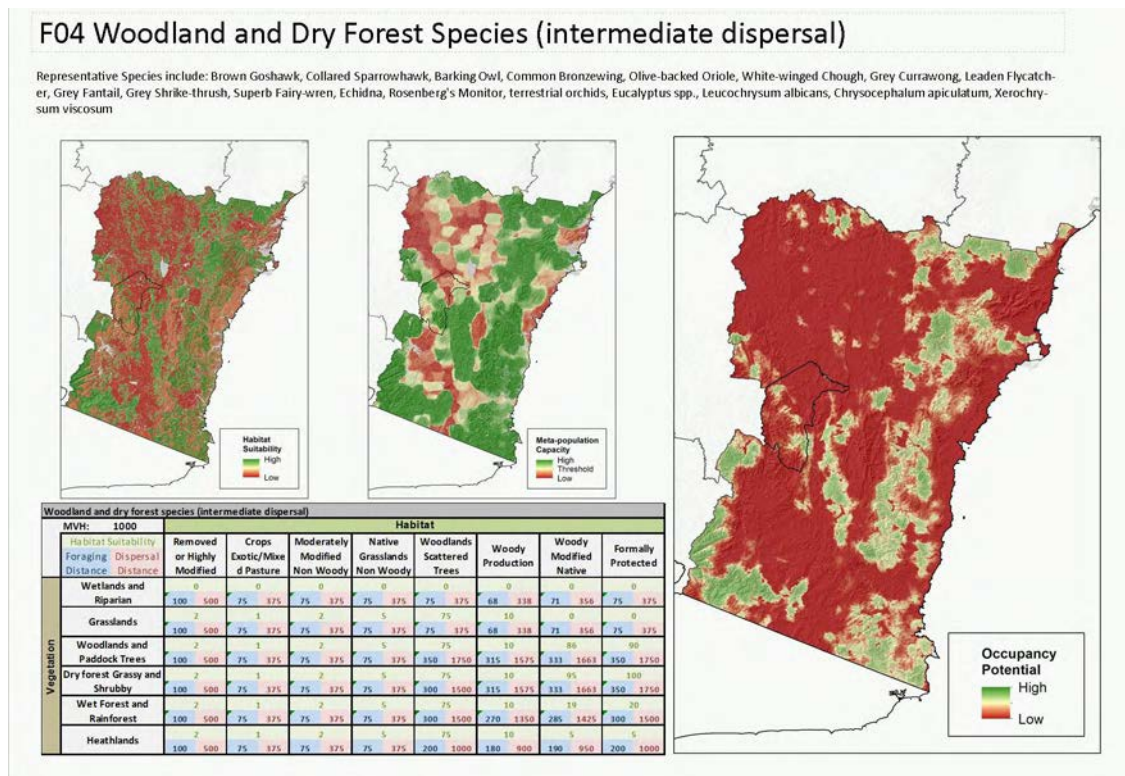 F04 Woodland and Dry Forest Species (intermediate dispersal)
Representative Species include: Brown Goshawk, Collared Sparrowhawk, Barking Owl, Common Bronzewing, Olive-backed Oriole, White-winged Chough, Grey Currawong, Leaden Flycatch-
er, Grey Fantail, Grey Shrike-thrush, Superb Fairy-wren, Echidna, Rosenberg's Monitor, terrestrial orchids, Eucalyptus spp., Leucochrysum albicans, Chrysocephalum apiculatum, Xerochry-
sum viscosum
Habitat
Suitability
High
Low
Meta-population
Capacity
High
Threshold
Low
Occupancy
Potential
High
Low
Woodland and dry forest species (intermediate dispersal)
MVH: 1000 Habitat
Habitat Suitability
Foraging Distance Dispersal Distance
Removed or Highly Modified
Crops Exotic/Mixe d Pasture
Moderately Modified Non Woody
Native Grasslands Non Woody
Woodlands Scattered Trees
Woody Production
Woody Modified Native
Formally Protected
Vegetation
Wetlands and Riparian
0 0 0 0 0 0 0 0
100 500 75 375 75 375 75 375 75 375 68 338 71 356 75 375
Grasslands
2 1 2 5 75 10 0 0
100 500 75 375 75 375 75 375 75 375 68 338 71 356 75 375
Woodlands and Paddock Trees
2 1 2 5 75 10 86 90
100 500 75 375 75 375 75 375 350 1750 315 1575 333 1663 350 1750
Dry forest Grassy and Shrubby
2 1 2 5 75 10 95 100
100 500 75 375 75 375 75 375 300 1500 315 1575 333 1663 350 1750
Wet Forest and Rainforest
2 1 2 5 75 10 19 20
100 500 75 375 75 375 75 375 300 1500 270 1350 285 1425 300 1500
Heathlands
2 1 2 5 75 10 5 5
100 500 75 375 75 375 75 375 200 1000 180 900 190 950 200 1000